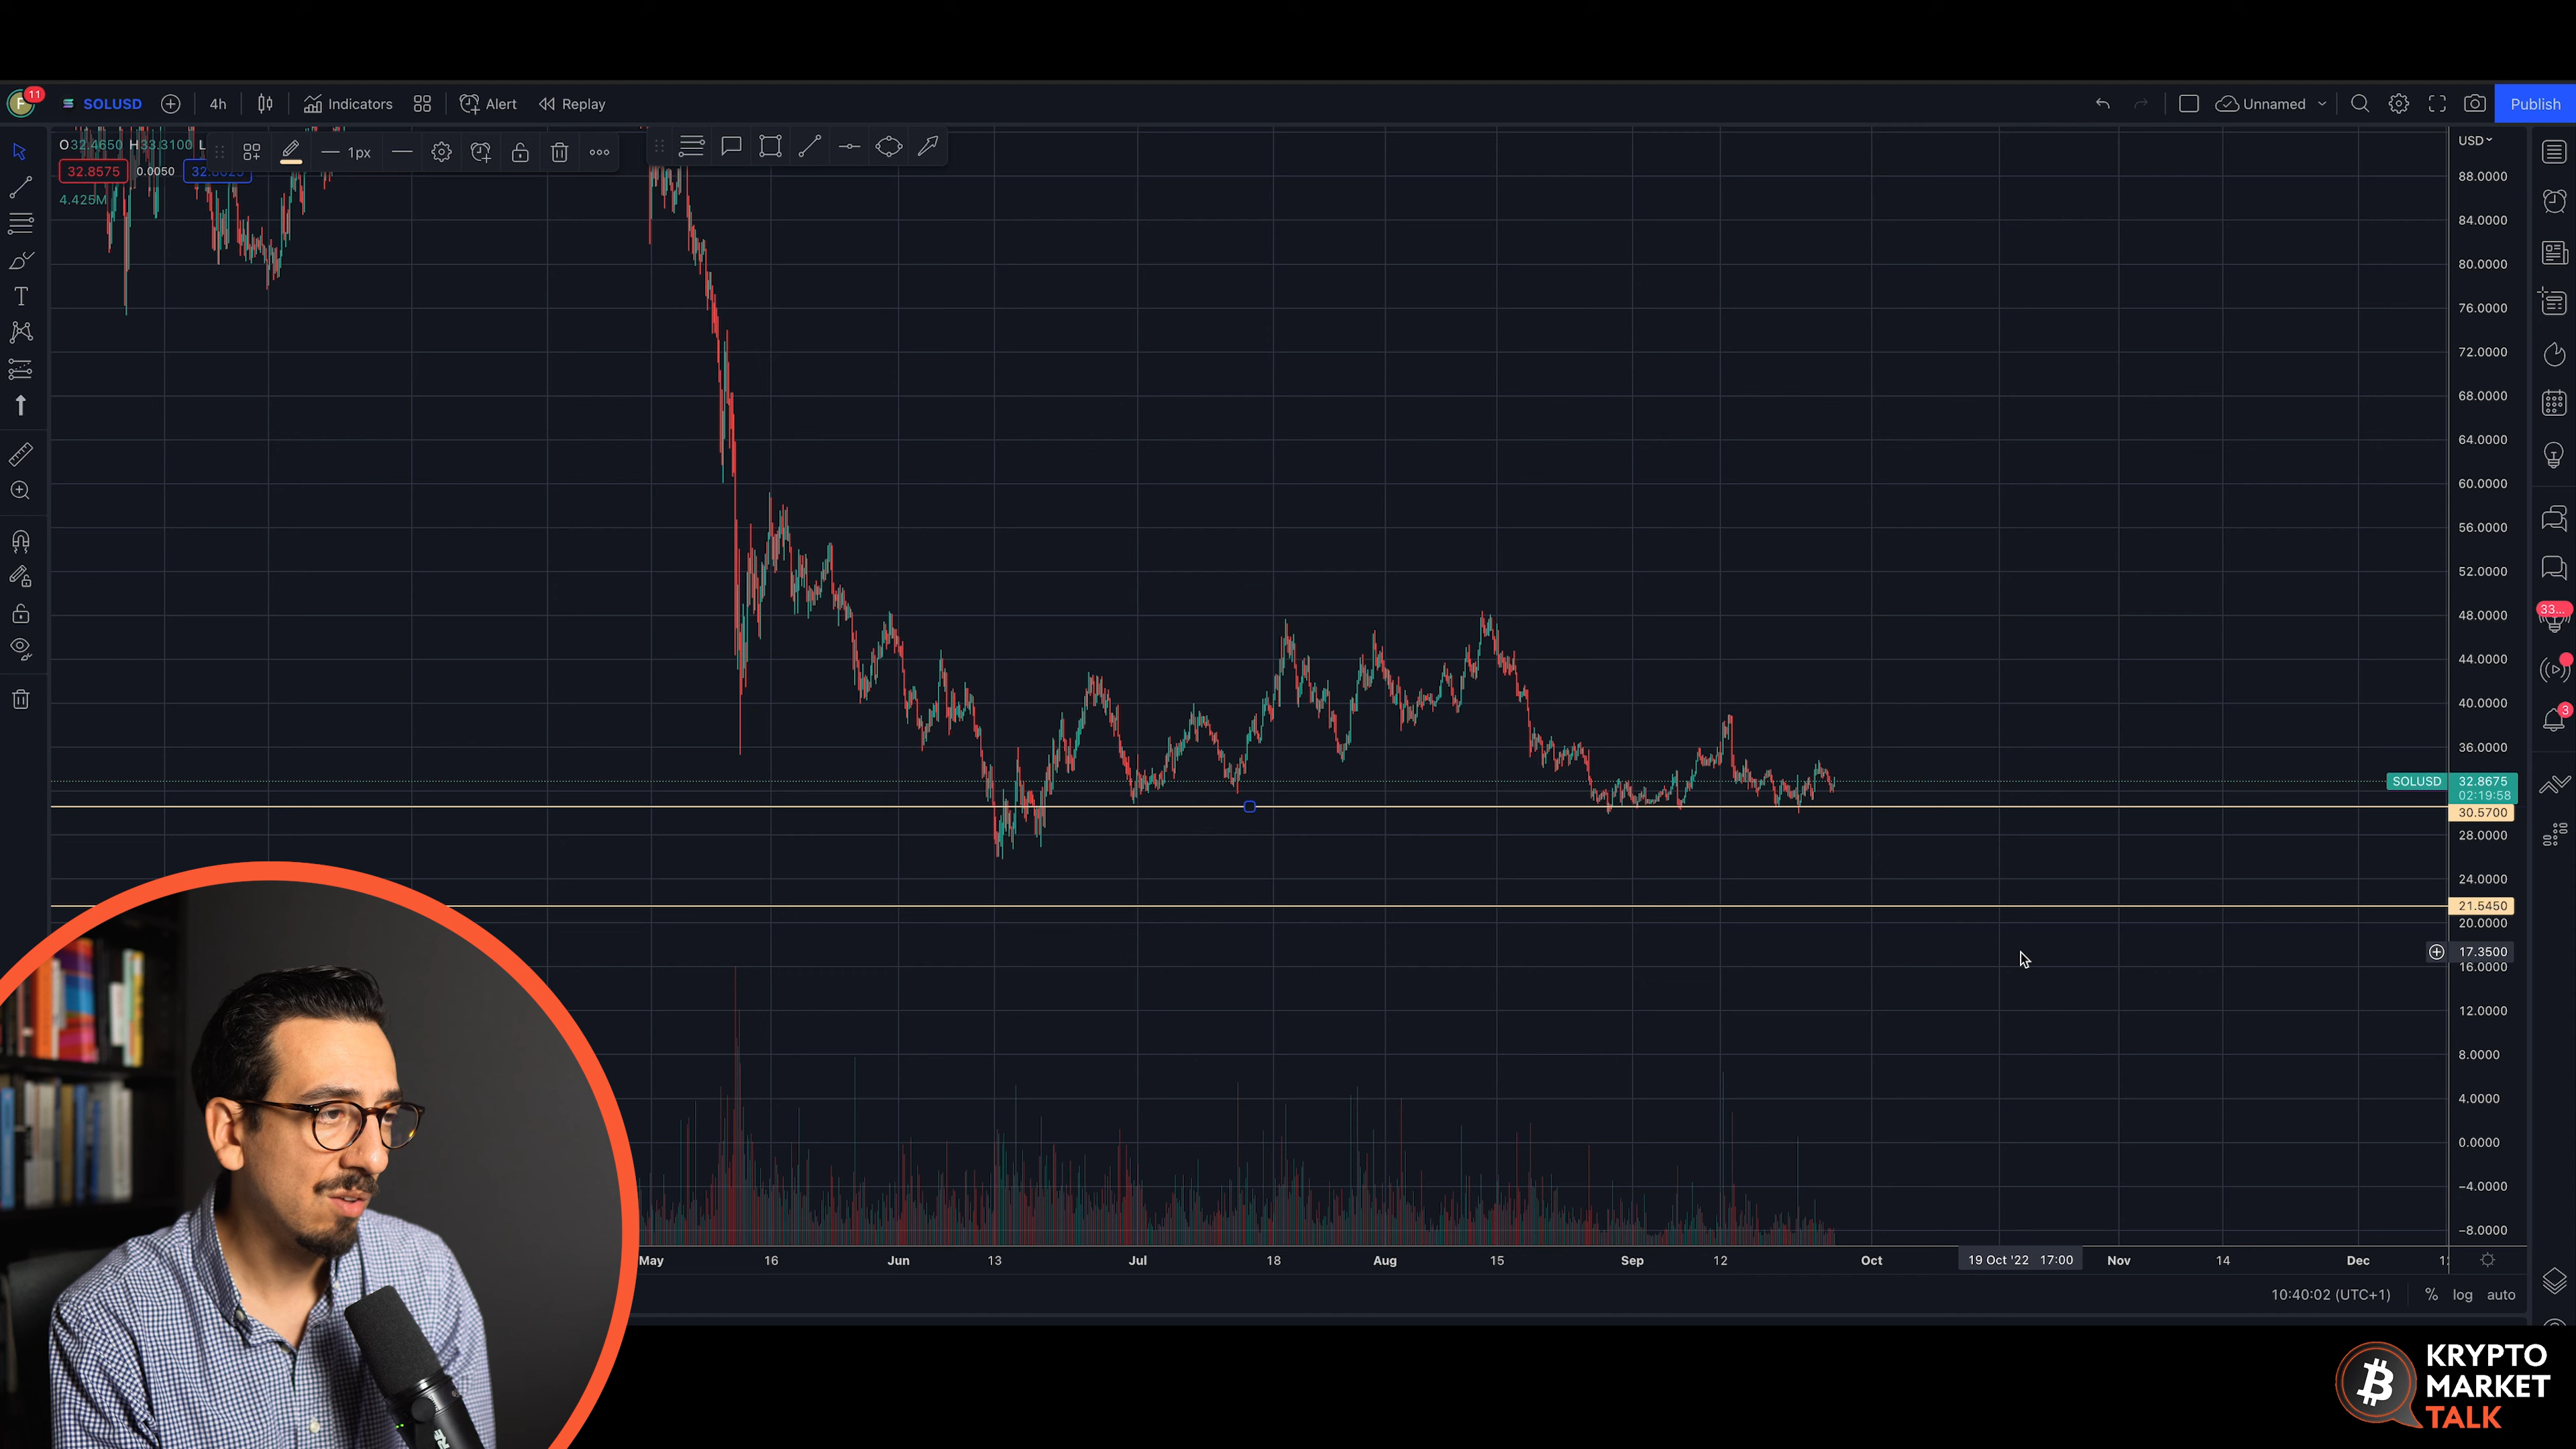 11
SOLUSD 4h Indicators Alert Replay Unnamed Publish
O32.4650 H33.3100 L
1px
32.8575 0.0050
4.425M
USD
88.0000
84.0000
80.0000
76.0000
72.0000
68.0000
64.0000
60.0000
56.0000
52.0000
48.0000
44.0000
40.0000
36.0000
SOLUSD 32.8675
02:19:58
30.5700
28.0000
24.0000
21.5450
20.0000
17.3500
16.0000
12.0000
8.0000
4.0000
0.0000
−4.0000
−8.0000
33...
3
May 16 Jun 13 Jul 18 Aug 15 Sep 12 Oct 19 Oct '22 17:00 Nov 14 Dec
10:40:02 (UTC+1) % log auto
KRYPTO
MARKET
TALK